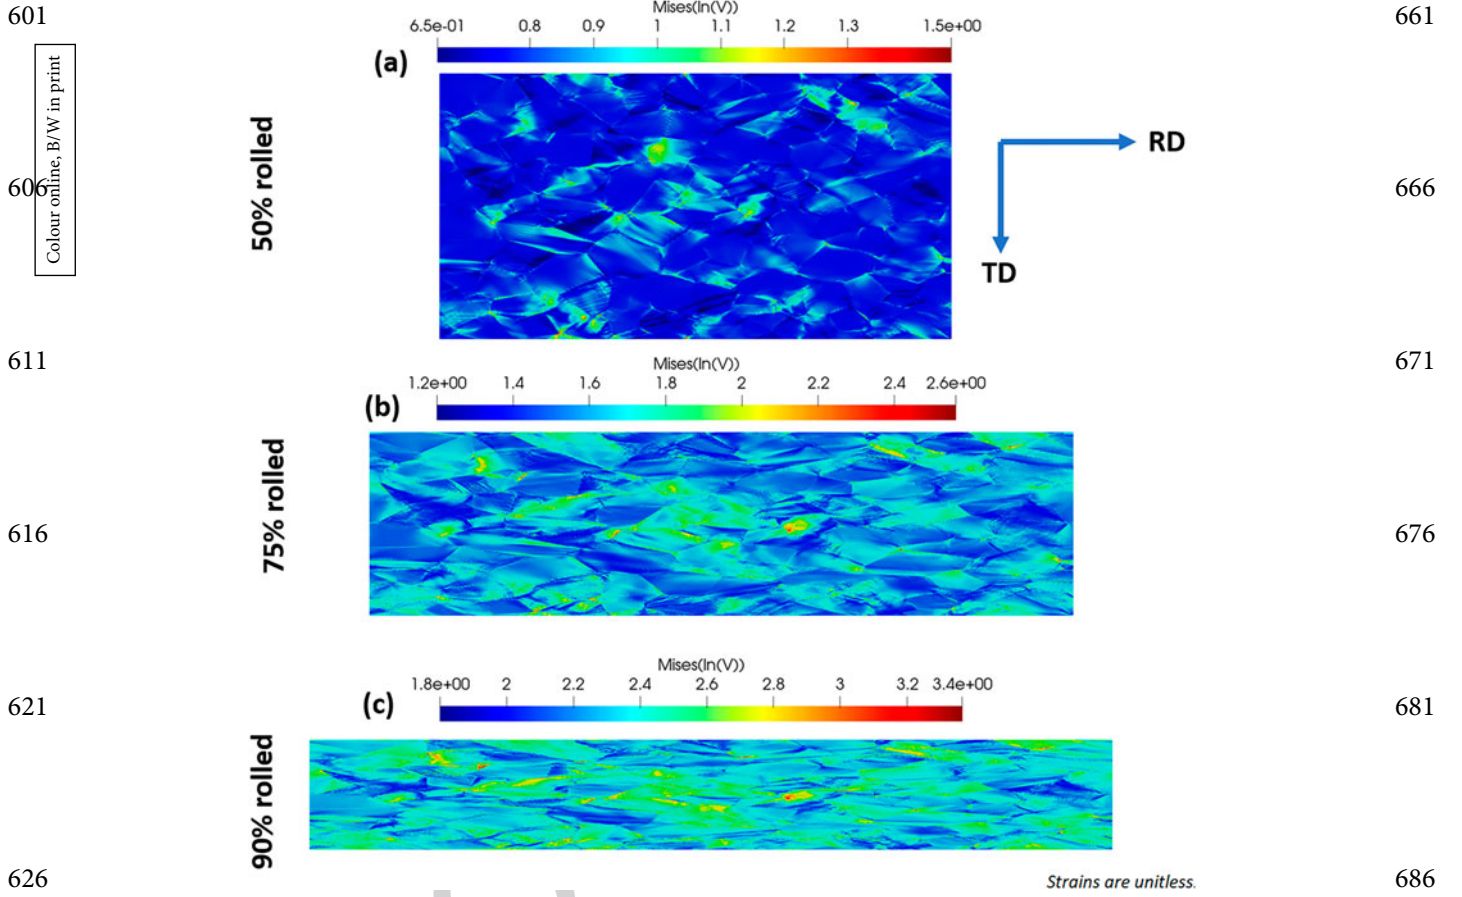 601
661
Mises(ln(V))
6.5e-01 0.8 0.9 1 1.1 1.2 1.3 1.5e+00
(a)
Colour online, B/W in print
50% rolled
RD
606
666
TD
611
671
Mises(ln(V))
1.2e+00 1.4 1.6 1.8 2 2.2 2.4 2.6e+00
(b)
75% rolled
616
676
Mises(ln(V))
1.8e+00 2 2.2 2.4 2.6 2.8 3 3.2 3.4e+00
(c)
621
681
90% rolled
626
686
Strains are unitless.